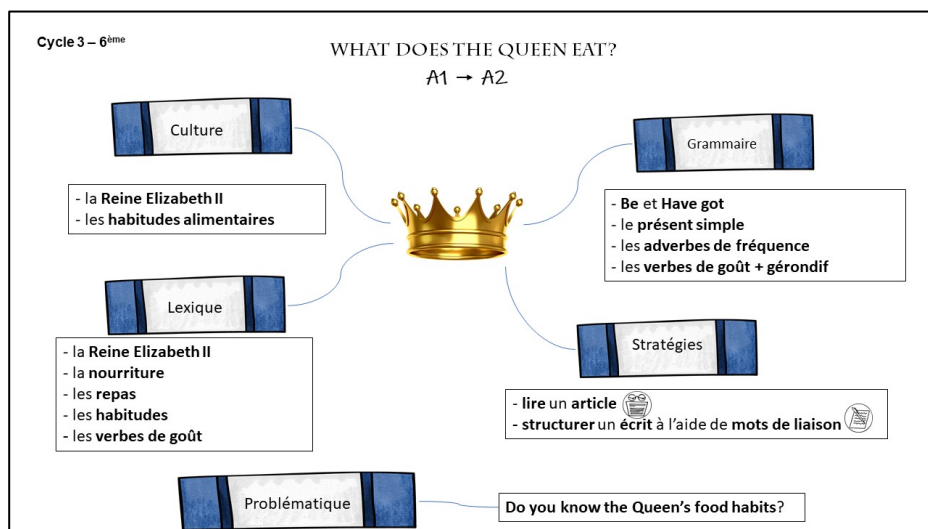 Cycle 3 – 6ème
WHAT DOES THE QUEEN EAT?
A1 → A2
Culture
- la Reine Elizabeth II
- les habitudes alimentaires
Grammaire
- Be et Have got
- le présent simple
- les adverbes de fréquence
- les verbes de goût + gérondif
Lexique
- la Reine Elizabeth II
- la nourriture
- les repas
- les habitudes
- les verbes de goût
Stratégies
- lire un article
- structurer un écrit à l’aide de mots de liaison
Problématique
Do you know the Queen’s food habits?